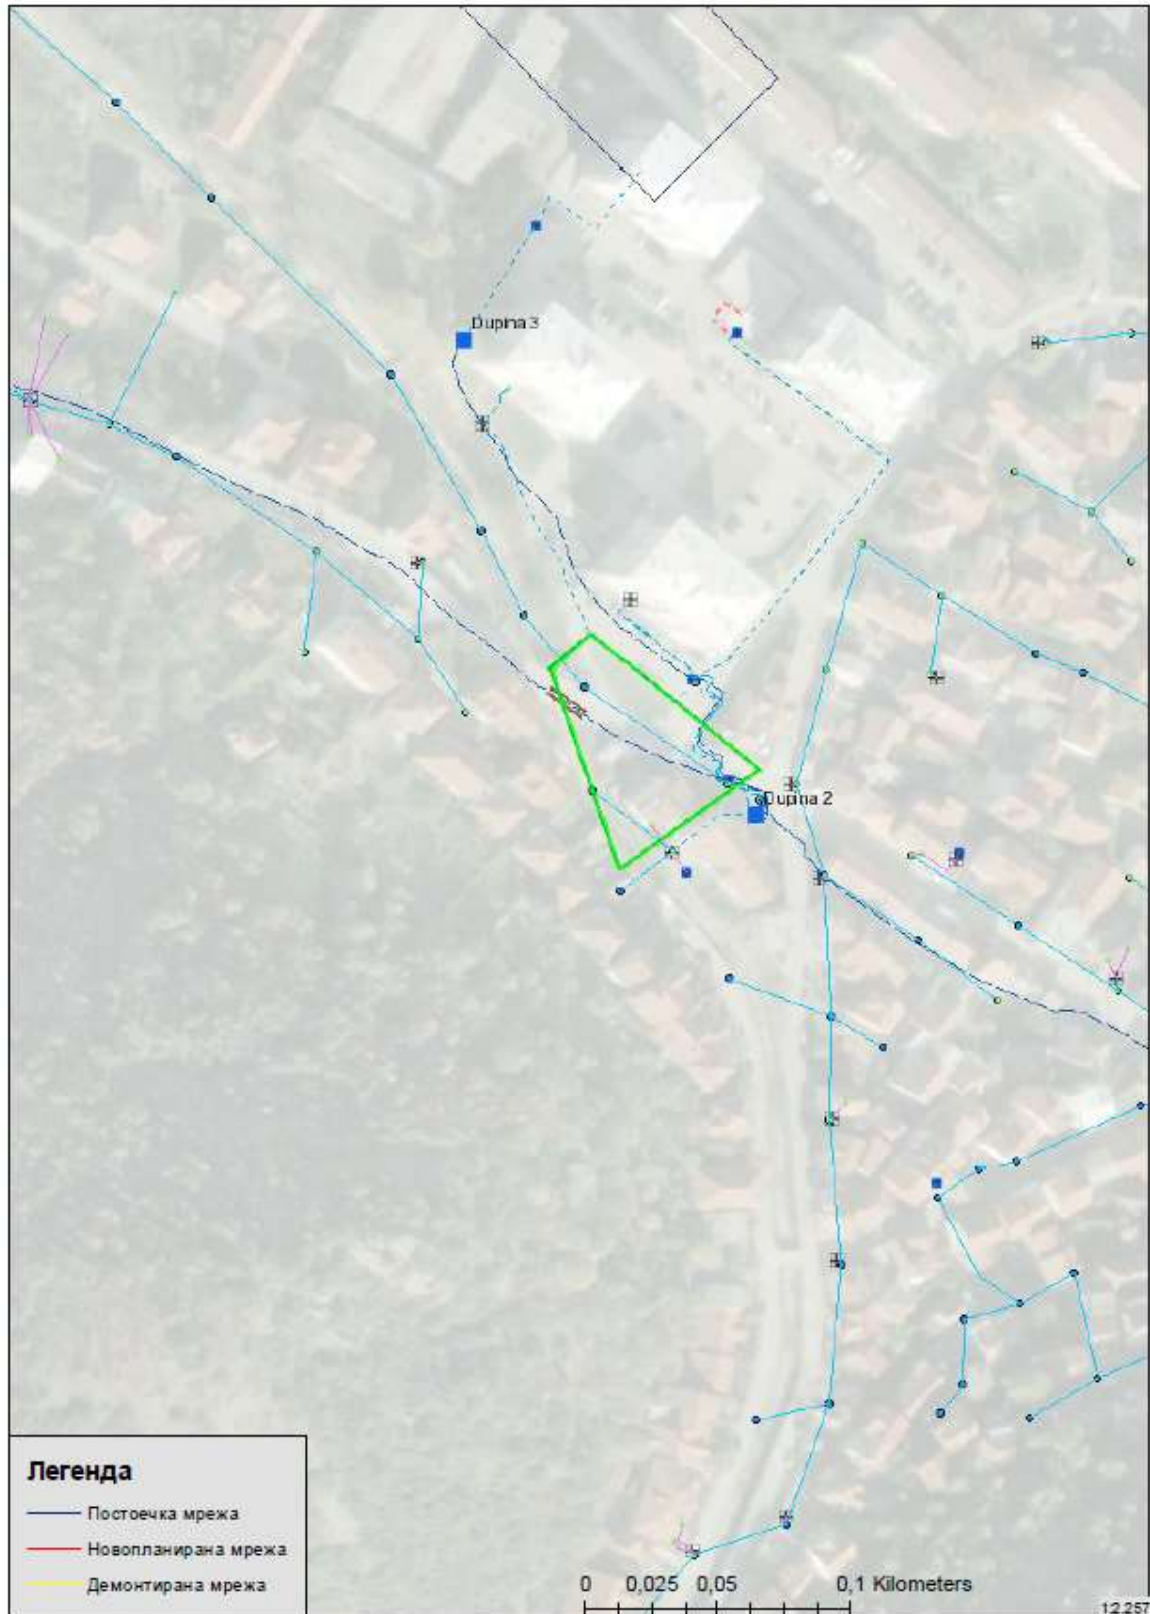 Dupina 3
Dupina 2
Легенда
Постоечка мрежа
Новопланирана мрежа
Демонтирана мрежа
0 0,025 0,05 0,1 Kilometers
12.257